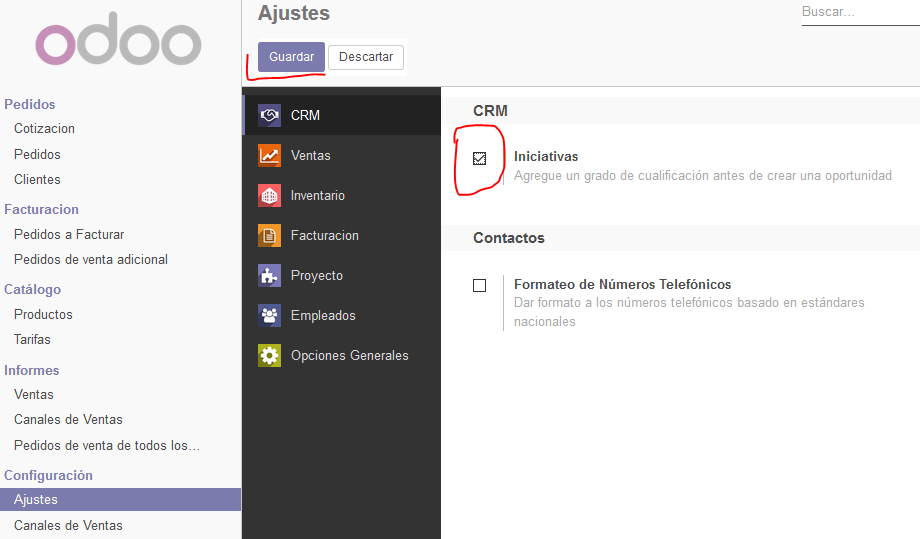 odoo
Pedidos
Cotizacion
Pedidos
Clientes
Facturacion
Pedidos a Facturar
Pedidos de venta adicional
Catálogo
Productos
Tarifas
Informes
Ventas
Canales de Ventas
Pedidos de venta de todos los...
Configuración
Ajustes
Canales de Ventas
Ajustes
Buscar...
Guardar
Descartar
CRM
Ventas
Inventario
Facturacion
Proyecto
Empleados
Opciones Generales
CRM
Iniciativas
Agregue un grado de cualificación antes de crear una oportunidad
Contactos
Formateo de Números Telefónicos
Dar formato a los números telefónicos basado en estándares
nacionales